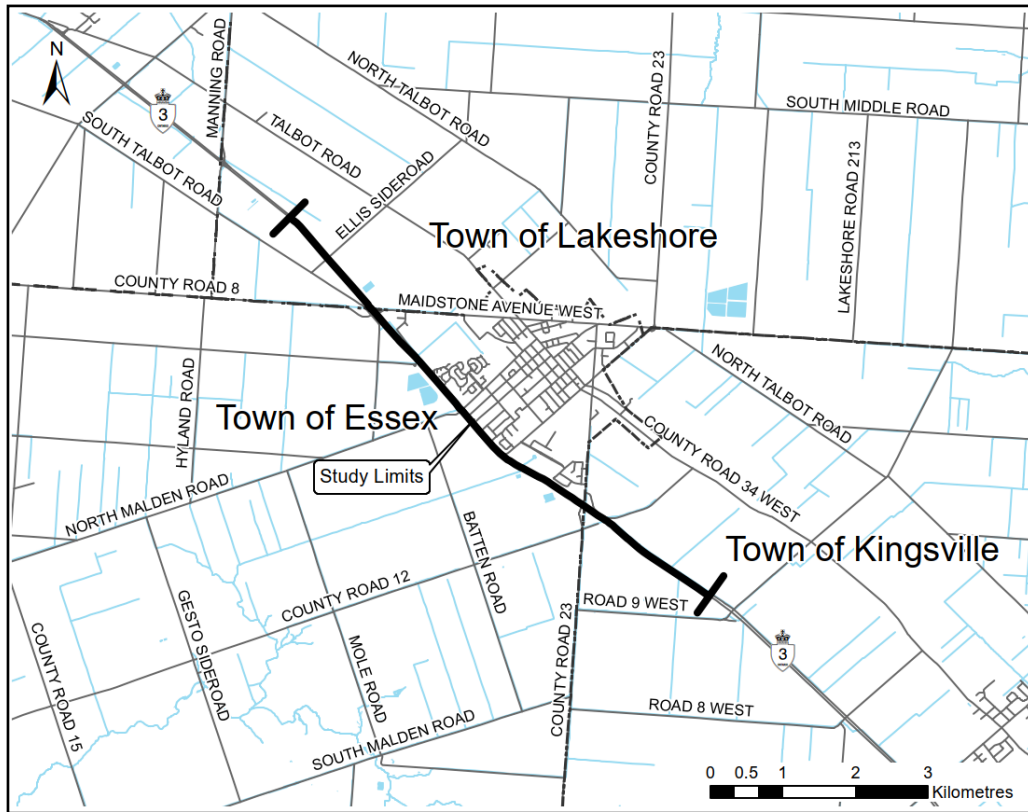 N
3
MANNING ROAD
NORTH TALBOT ROAD
COUNTY ROAD 23
SOUTH MIDDLE ROAD
SOUTH TALBOT ROAD
TALBOT ROAD
ELLIS SIDEROAD
LAKESHORE ROAD 213
Town of Lakeshore
COUNTY ROAD 8
MAIDSTONE AVENUE WEST
HYLAND ROAD
Town of Essex
NORTH TALBOT ROAD
Study Limits
COUNTY ROAD 34 WEST
NORTH MALDEN ROAD
BATTEN ROAD
Town of Kingsville
COUNTY ROAD 12
ROAD 9 WEST
GESTO SIDEROAD
MOLE ROAD
COUNTY ROAD 23
3
COUNTY ROAD 15
SOUTH MALDEN ROAD
ROAD 8 WEST
0 0.5 1 2 3
Kilometres